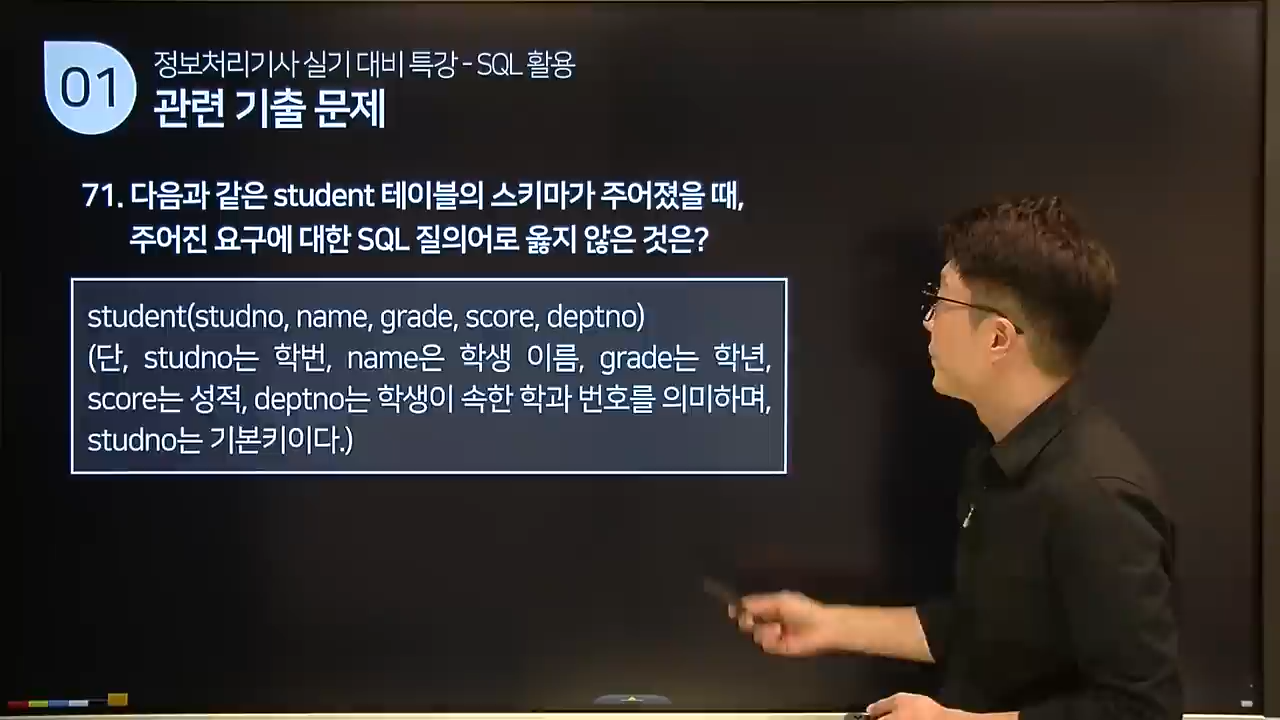 01
정보처리기사 실기 대비 특강 - SQL 활용
관련 기출 문제
71. 다음과 같은 student 테이블의 스키마가 주어졌을 때,
주어진 요구에 대한 SQL 질의어로 옳지 않은 것은?
student(studno, name, grade, score, deptno)
(단, studno는 학번, name은 학생 이름, grade는 학년,
score는 성적, deptno는 학생이 속한 학과 번호를 의미하며,
studno는 기본키이다.)